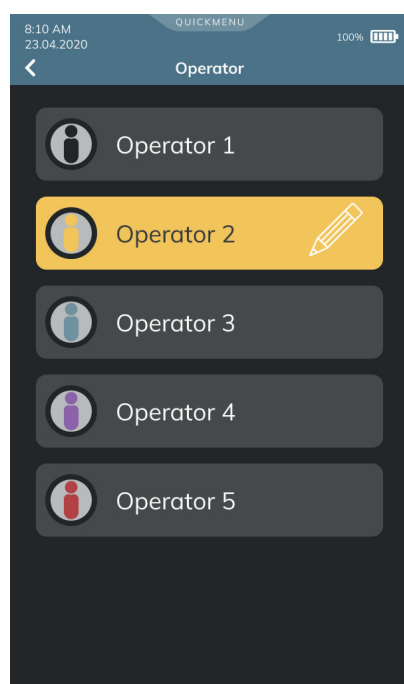 8:10 AM
QUICKMENU
100%
23.04.2020
Operator
Operator 1
Operator 2
Operator 3
Operator 4
Operator 5